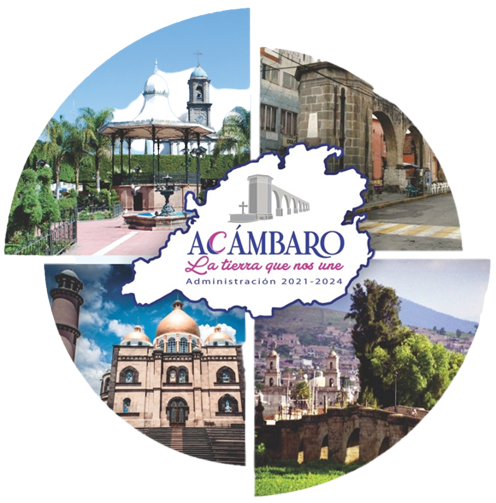 ACÁMBARO
La tierra que nos une
Administración 2021-2024